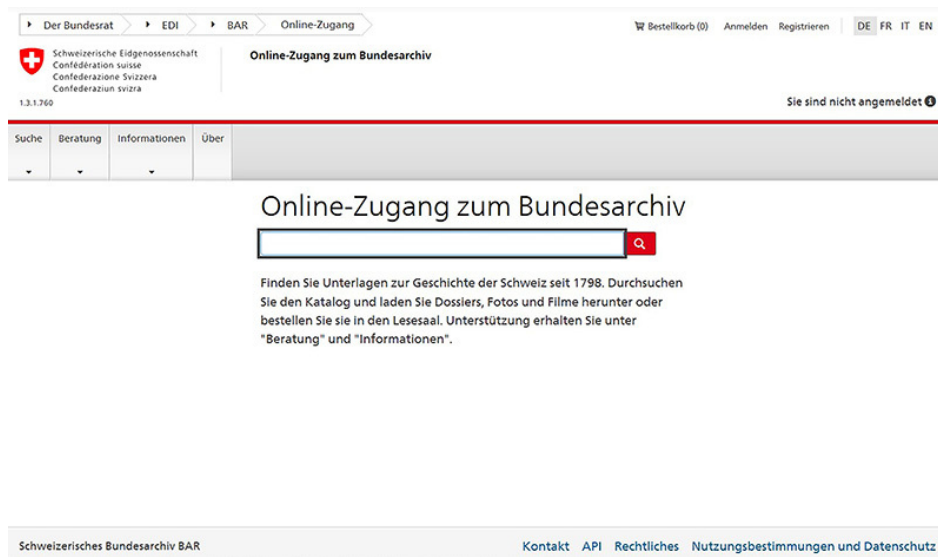 Der Bundesrat EDI BAR Online-Zugang
Bestellkorb (0) Anmelden Registrieren DE FR IT EN
Schweizerische Eidgenossenschaft
Confédération suisse
Confederazione Svizzera
Confederaziun svizra
Online-Zugang zum Bundesarchiv
1.3.1.760
Sie sind nicht angemeldet
Suche Beratung Informationen Über
Online-Zugang zum Bundesarchiv
Finden Sie Unterlagen zur Geschichte der Schweiz seit 1798. Durchsuchen
Sie den Katalog und laden Sie Dossiers, Fotos und Filme herunter oder
bestellen Sie sie in den Lesesaal. Unterstützung erhalten Sie unter
"Beratung" und "Informationen".
Schweizerisches Bundesarchiv BAR
Kontakt API Rechtliches Nutzungsbestimmungen und Datenschutz